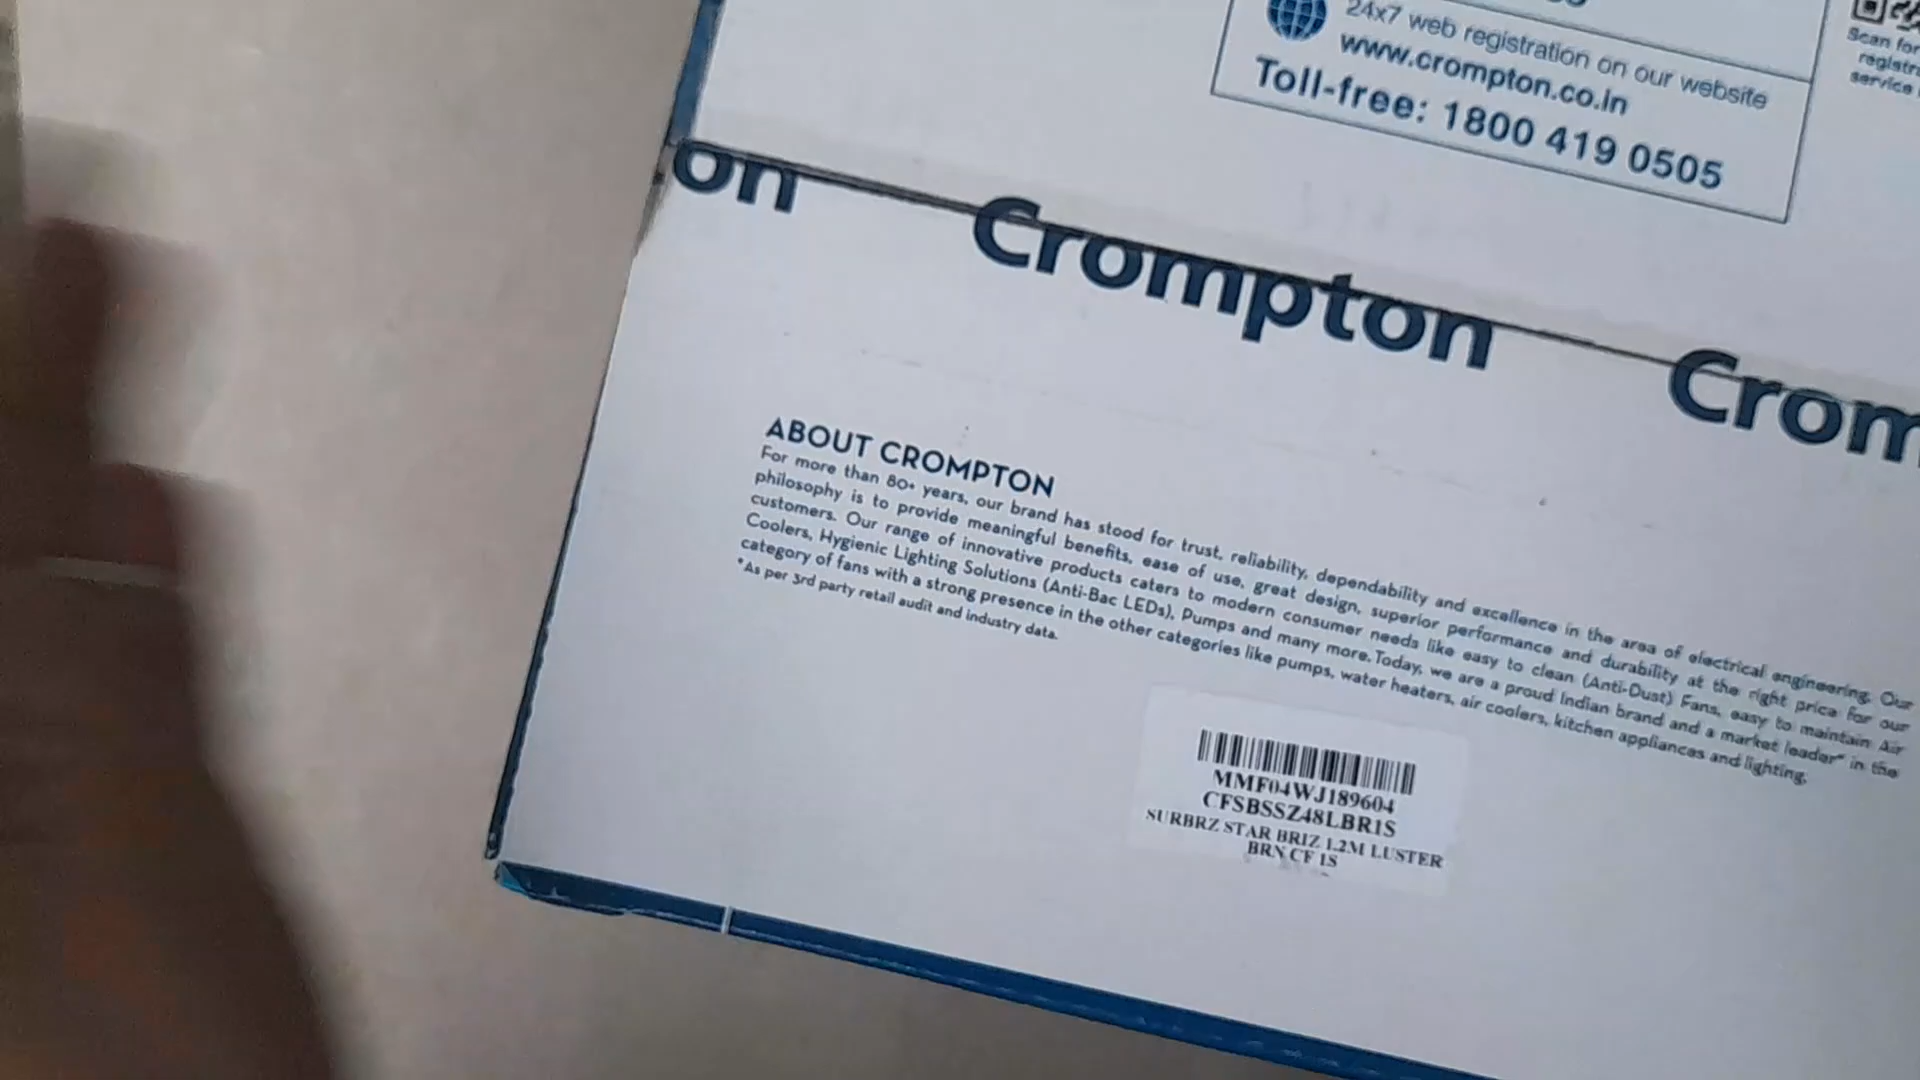 24x7 web registration on our website
www.crompton.co.in
Toll-free: 1800 419 0505
Scan for
service
on Crompton Crom
ABOUT CROMPTON
For more than 80+ years, our brand has stood for trust, reliability, dependability and excellence in the area of electrical engineering. Our
philosophy is to provide meaningful benefits, ease of use, great design, superior performance and durability at the right price for our
customers. Our range of innovative products caters to modern consumer needs like easy to clean (Anti-Dust) Fans, easy to maintain Air
Coolers, Hygienic Lighting Solutions (Anti-Bac LEDs), Pumps and many more. Today, we are a proud Indian brand and a market leader* in the
category of fans with a strong presence in the other categories like pumps, water heaters, air coolers, kitchen appliances and lighting.
*As per 3rd party retail audit and industry data.
MMF04WJ189604
CFSBSSZ48LBR1S
SURBRZ STAR BRIZ 1.2M LUSTER
BRN CF 1S